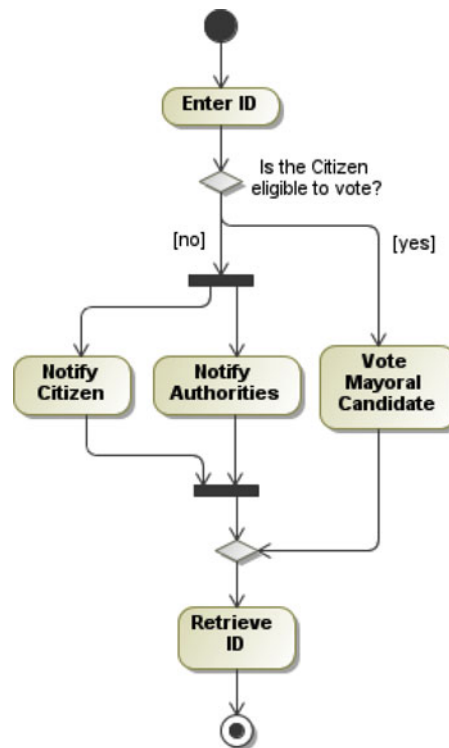 Enter ID
Is the Citizen
eligible to vote?
[no]
[yes]
Notify
Citizen
Notify
Authorities
Vote
Mayoral
Candidate
Retrieve
ID